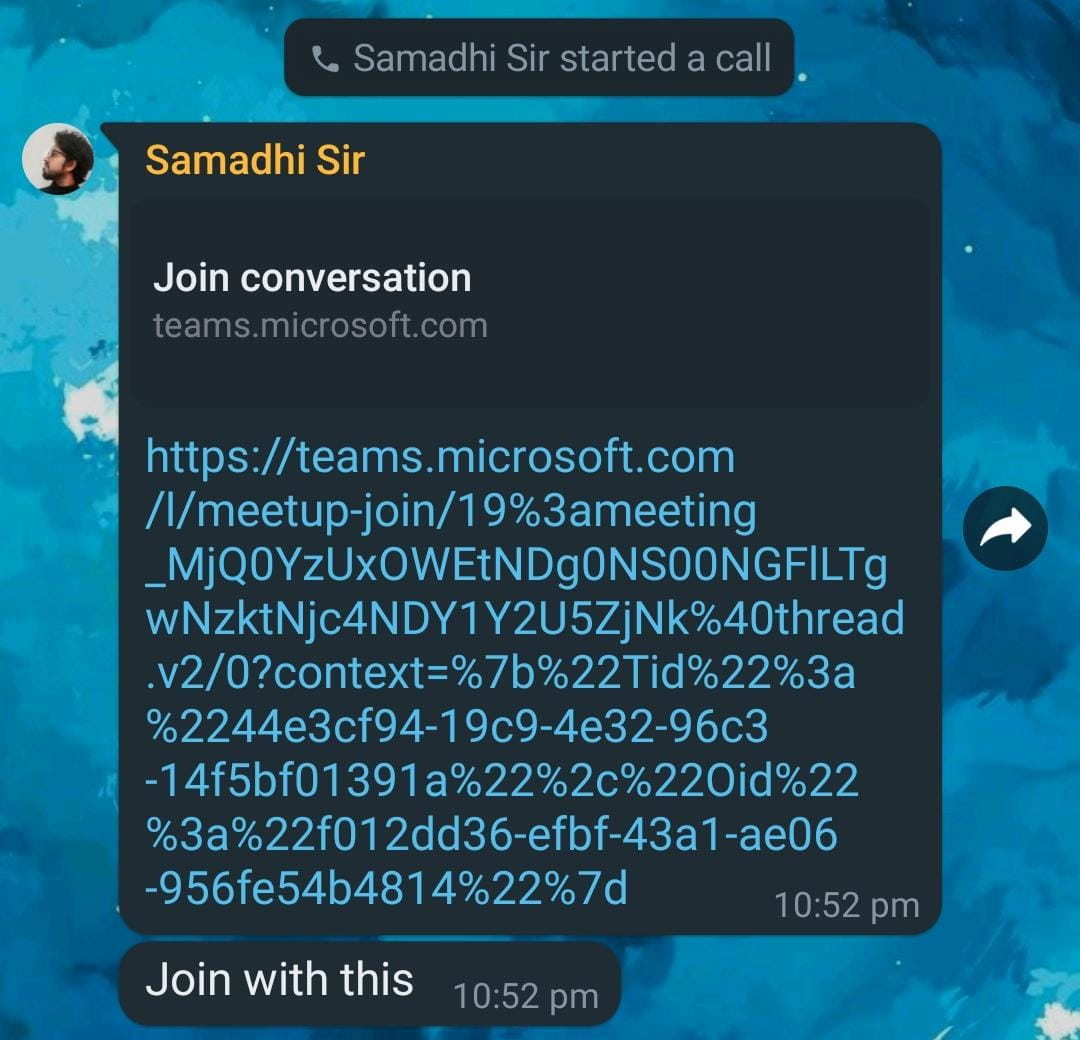 Samadhi Sir started a call
Samadhi Sir
Join conversation
teams.microsoft.com
https://teams.microsoft.com
/l/meetup-join/19%3ameeting
_MjQ0YzUxOWEtNDg0NS00NGFlLTg
wNzktNjc4NDY1Y2U5ZjNk%40thread
.v2/0?context=%7b%22Tid%22%3a
%2244e3cf94-19c9-4e32-96c3
-14f5bf01391a%22%2c%22Oid%22
%3a%22f012dd36-efbf-43a1-ae06
-956fe54b4814%22%7d
10:52 pm
Join with this
10:52 pm